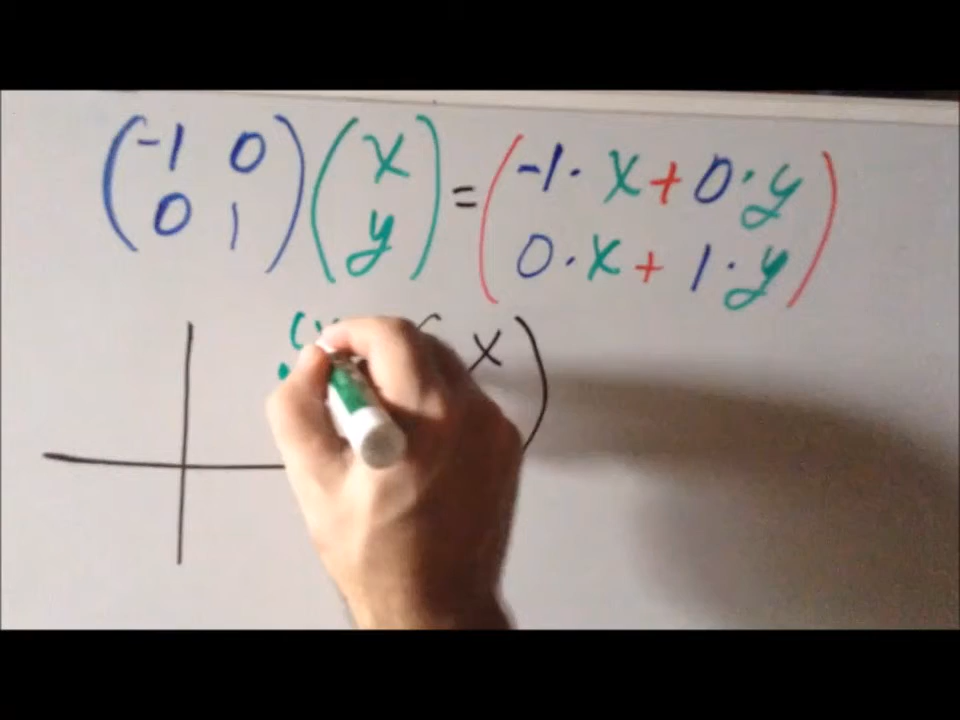 (-1 0) (x) = (-1 · x + 0 · y)
(0 1) (y) (0 · x + 1 · y)
(x ( x )